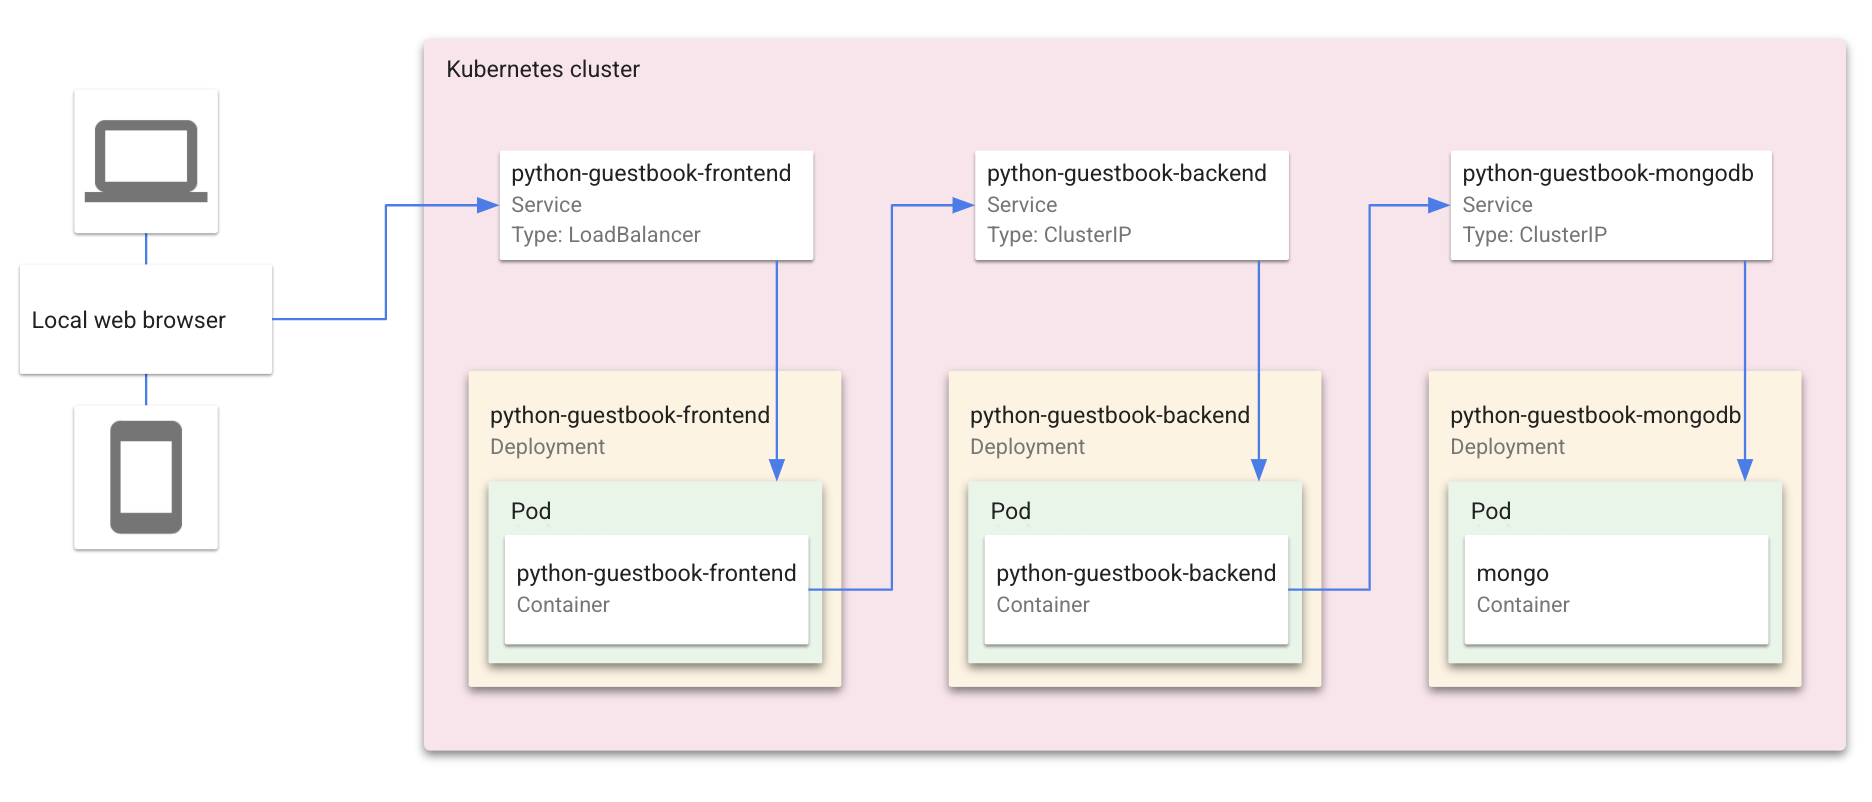 Kubernetes cluster
Local web browser
python-guestbook-frontend
Service
Type: LoadBalancer
python-guestbook-backend
Service
Type: ClusterIP
python-guestbook-mongodb
Service
Type: ClusterIP
python-guestbook-frontend
Deployment
Pod
python-guestbook-frontend
Container
python-guestbook-backend
Deployment
Pod
python-guestbook-backend
Container
python-guestbook-mongodb
Deployment
Pod
mongo
Container